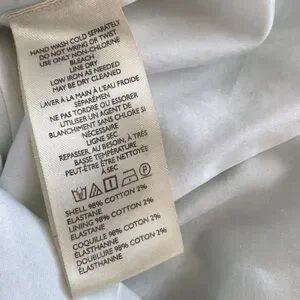 HAND WASH COLD SEPARATELY
DO NOT WRING OR TWIST
USE ONLY NON-CHLORINE
BLEACH
LINE DRY
LOW IRON AS NEEDED
MAY BE DRY CLEANED
LAVER À LA MAIN À L'EAU FROIDE
SÉPARÉMEN
NE PAS TORDRE OU ESSORER
UTILISER UN AGENT DE
BLANCHIMENT SANS CHLORE SI
NÉCESSAIRE
LIGN SEC
REPASSER, AU BESOIN, À TRÈS
BASSE TEMPÉRATURE
PEUT-ÊTRE ÊTRE NETTOYÉE
À SEC
SHELL 98% COTTON 2%
ELASTANE
LINING 98% COTTON 2%
ELASTANE
COQUILLE 98% COTON 2%
ÉLASTHANNE
DOUBLURE 98% COTON 2%
ÉLASTHANNE